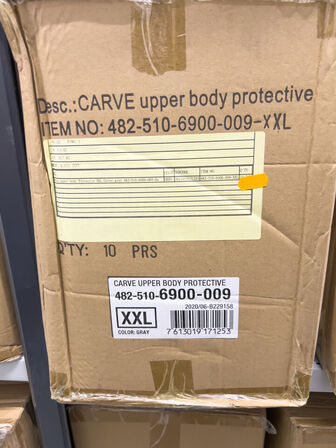 Desc.:CARVE upper body protective
ITEM NO: 482-510-6900-009-XXL
Q'TY: 10 PRS
CARVE UPPER BODY PROTECTIVE
482-510-6900-009
2020/06-B229158
XXL
COLOR: GRAY
7613019171253